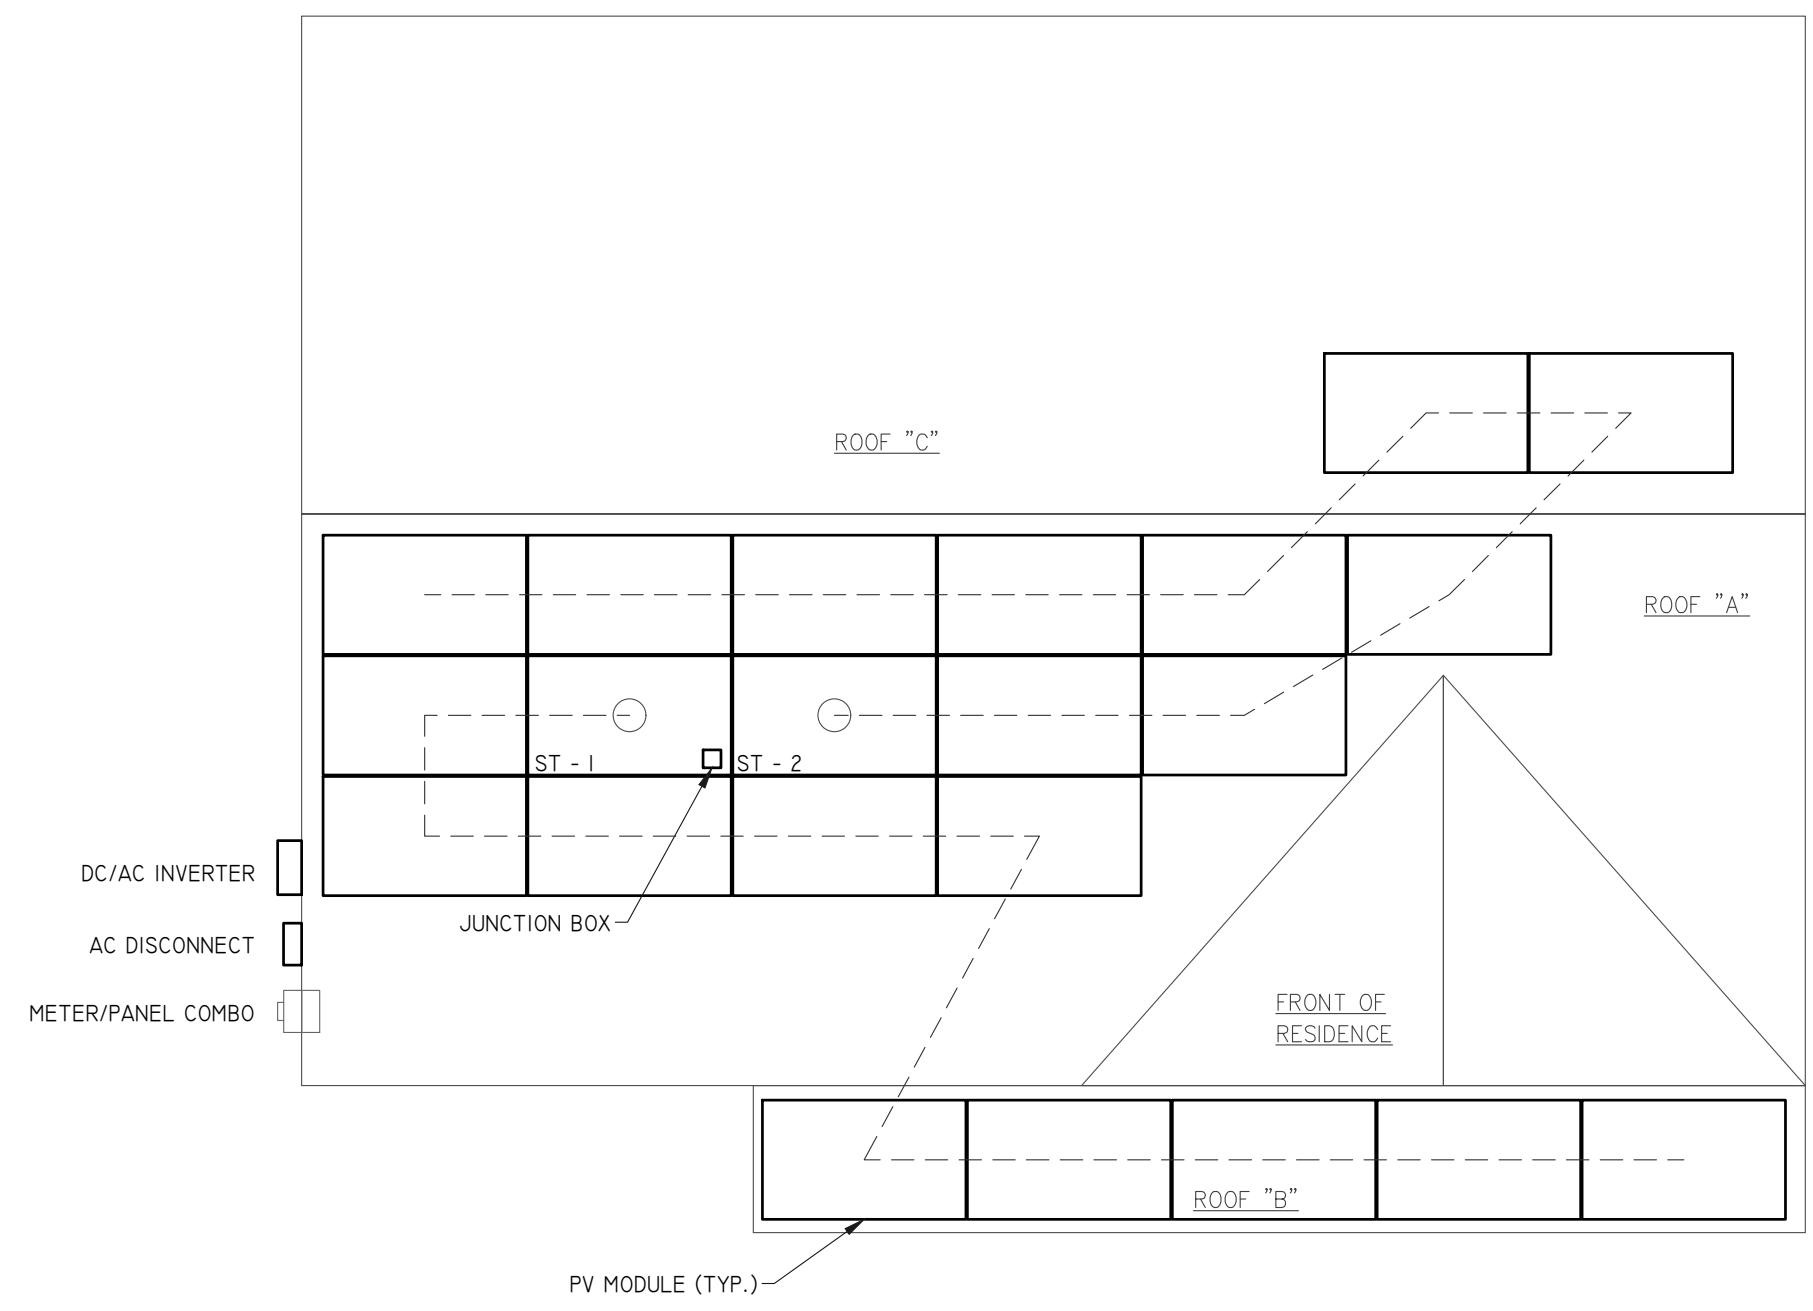 ROOF "C"
ROOF "A"
ST - 1
ST - 2
DC/AC INVERTER
JUNCTION BOX
AC DISCONNECT
METER/PANEL COMBO
FRONT OF
RESIDENCE
ROOF "B"
PV MODULE (TYP.)